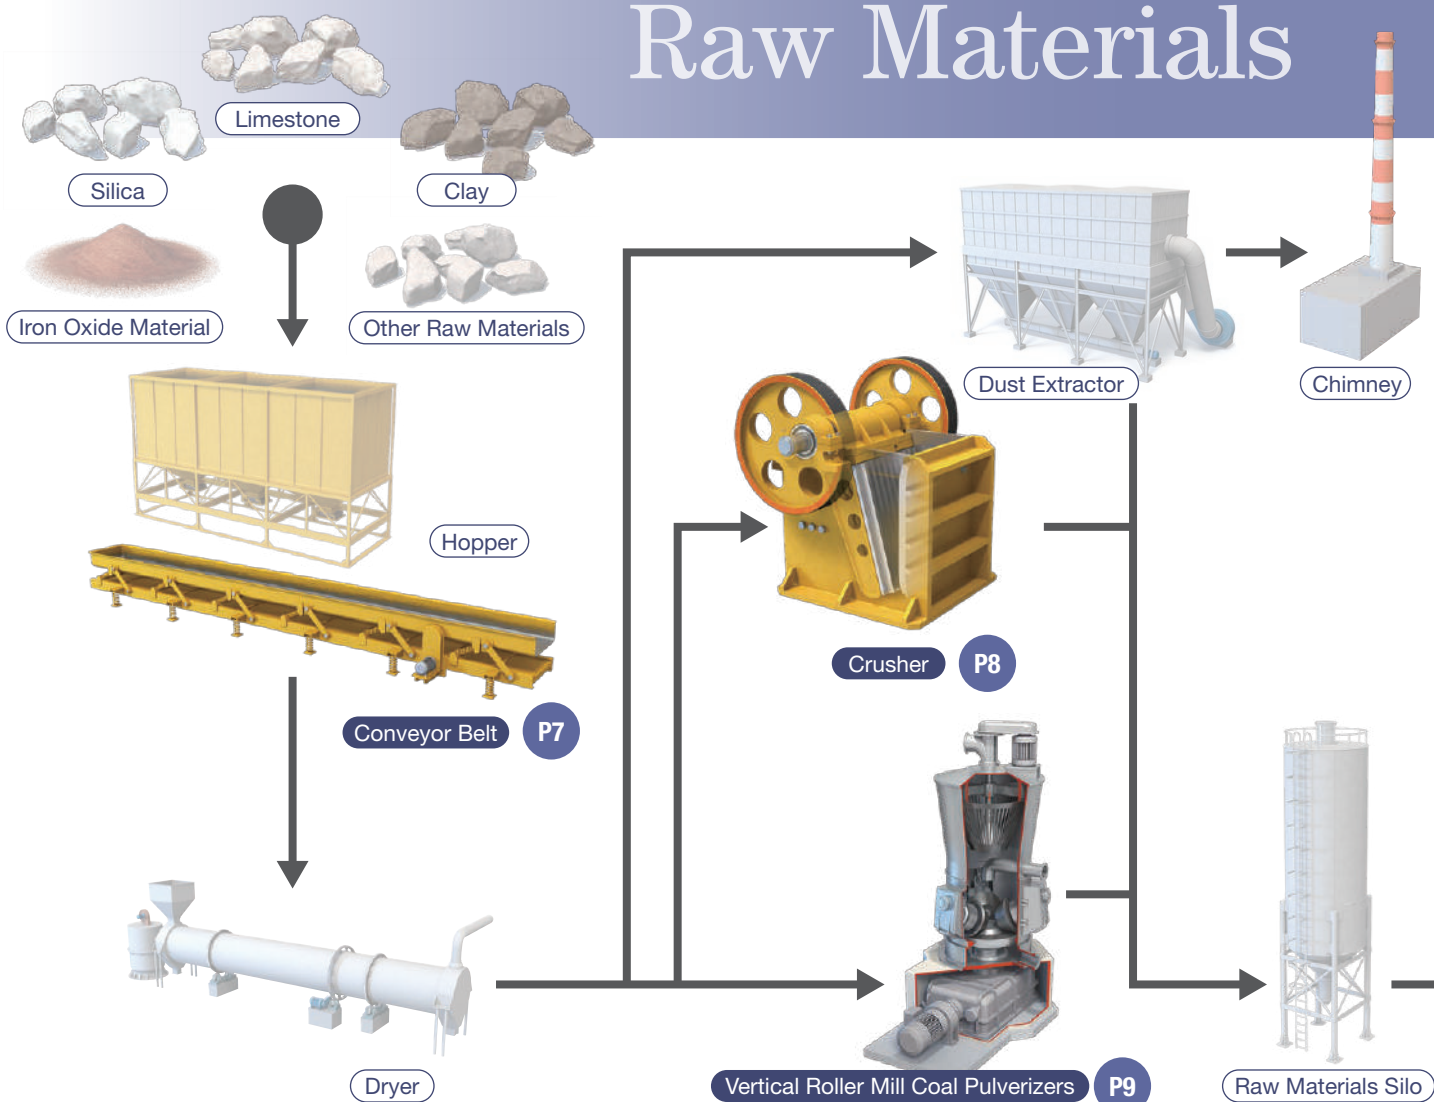 Raw Materials
Limestone
Silica
Clay
Iron Oxide Material
Other Raw Materials
Dust Extractor
Chimney
Hopper
Crusher
P8
Conveyor Belt
P7
Dryer
Vertical Roller Mill Coal Pulverizers
P9
Raw Materials Silo